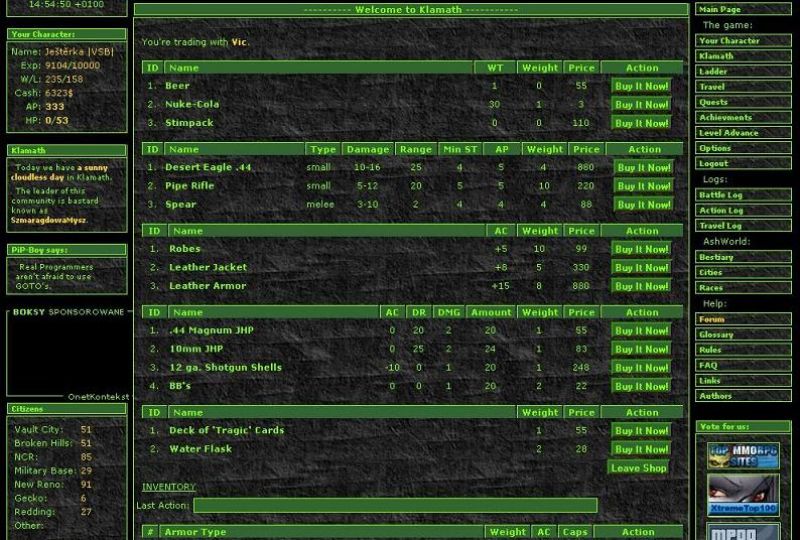 14:54:50 +0100
Your Character:
Name: Ještěrka |VSB|
Exp: 9104/10000
W/L: 235/158
Cash: 6323$
AP: 333
HP: 0/53
Klamath
Today we have a sunny
cloudless day in Klamath.
The leader of this
community is bastard
known as
SzmaragdowaMysz.
PiP-Boy says:
Real Programmers
aren't afraid to use
GOTO's.
BOKSY SPONSOROWANE
OnetKontekst
Citizens
Vault City: 51
Broken Hills: 51
NCR: 85
Military Base: 29
New Reno: 91
Gecko: 6
Redding: 27
Other:
---------- Welcome to Klamath -----------
You're trading with Vic.
ID Name WT Weight Price Action
1. Beer 1 0 55 Buy It Now!
2. Nuke-Cola 30 1 3 Buy It Now!
3. Stimpack 0 0 110 Buy It Now!
ID Name Type Damage Range Min ST AP Weight Price Action
1. Desert Eagle .44 small 10-16 25 4 5 4 880 Buy It Now!
2. Pipe Rifle small 5-12 20 5 5 10 220 Buy It Now!
3. Spear melee 3-10 2 4 4 4 88 Buy It Now!
ID Name AC Weight Price Action
1. Robes +5 10 99 Buy It Now!
2. Leather Jacket +8 5 330 Buy It Now!
3. Leather Armor +15 8 880 Buy It Now!
ID Name AC DR DMG Amount Weight Price Action
1. .44 Magnum JHP 0 20 2 20 1 55 Buy It Now!
2. 10mm JHP 0 25 2 24 1 83 Buy It Now!
3. 12 ga. Shotgun Shells -10 0 1 20 1 248 Buy It Now!
4. BB's 0 0 1 20 2 22 Buy It Now!
ID Name Weight Price Action
1. Deck of 'Tragic' Cards 1 55 Buy It Now!
2. Water Flask 2 28 Buy It Now!
Leave Shop
INVENTORY
Last Action:
# Armor Type Weight AC Caps Action
Main Page
The game:
Your Character
Klamath
Ladder
Travel
Quests
Achievments
Level Advance
Options
Logout
Logs:
Battle Log
Action Log
Travel Log
AshWorld:
Bestiary
Cities
Races
Help:
Forum
Glossary
Rules
FAQ
Links
Authors
Vote for us:
TOP MMORPG
SITES
XtremeTop100